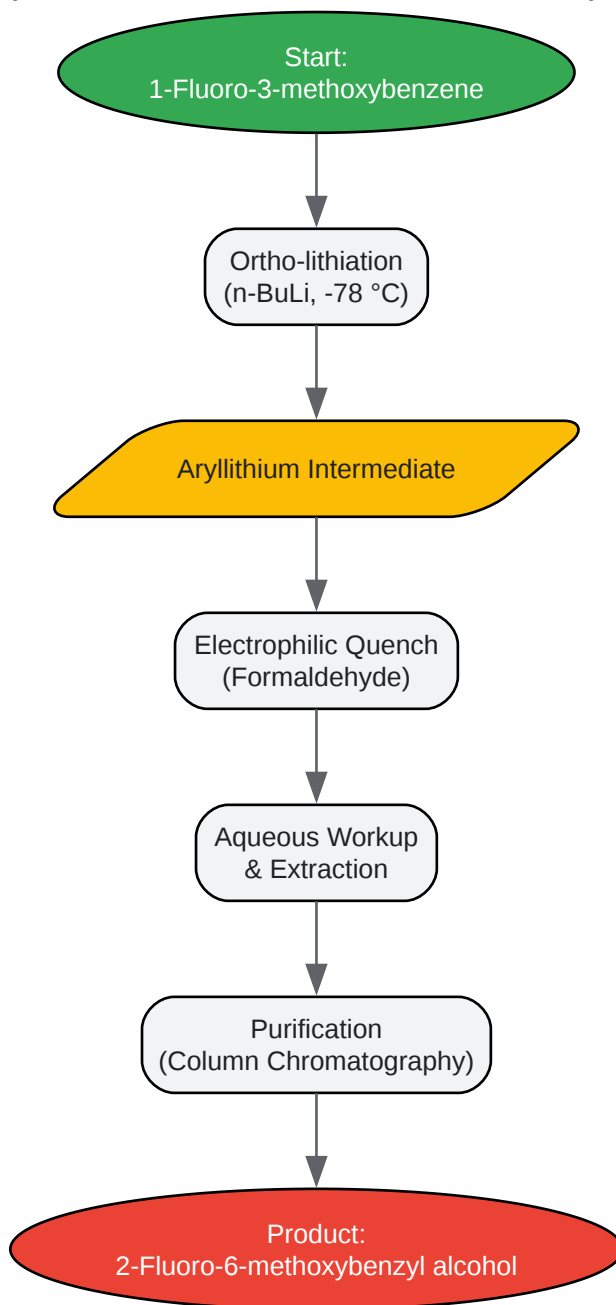 Start:
1-Fluoro-3-methoxybenzene
Ortho-lithiation
(n-BuLi, -78 °C)
Aryllithium Intermediate
Electrophilic Quench
(Formaldehyde)
Aqueous Workup
& Extraction
Purification
(Column Chromatography)
Product:
2-Fluoro-6-methoxybenzyl alcohol